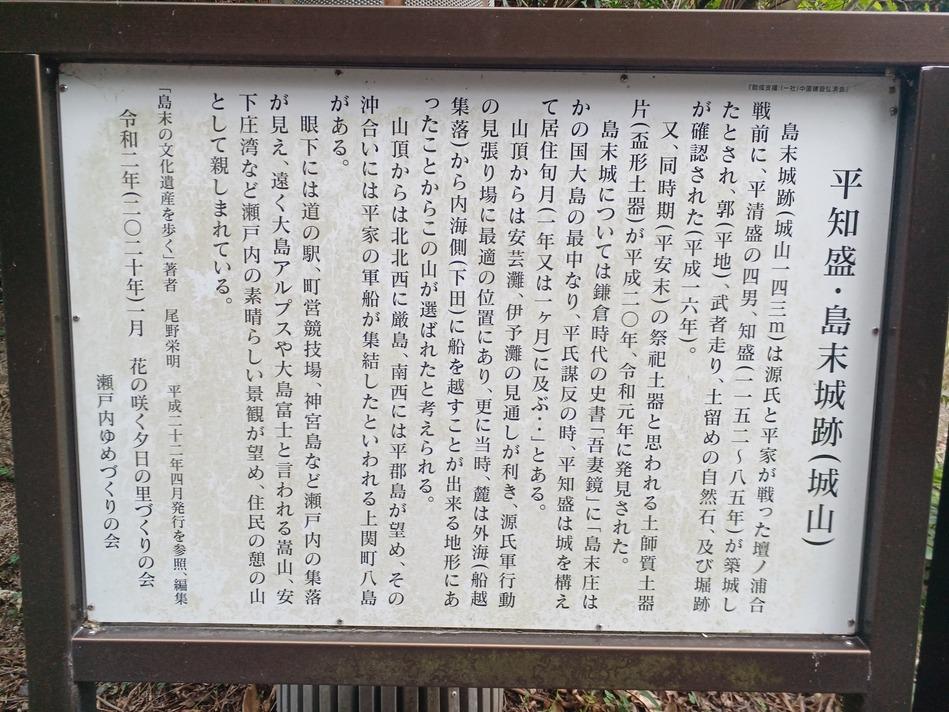 「助成支援:(一社)中国建設弘済会」
平知盛・島末城跡(城山)
島末城跡(城山一四三m)は源氏と平家が戦った壇ノ浦合
戦前に、平清盛の四男、知盛(一一五二〜八五年)が築城し
たとされ、郭(平地)、武者走り、土留めの自然石、及び堀跡
が確認された(平成一六年)。
又、同時期(平安末)の祭祀土器と思われる土師質土器
片(盃形土器)が平成二〇年、令和元年に発見された。
島末城については鎌倉時代の史書「吾妻鏡」に「島末庄は
かの国大島の最中なり、平氏謀反の時、平知盛は城を構え
て居住旬月(一年又は一ヶ月)に及ぶ・・」とある。
山頂からは安芸灘、伊予灘の見通しが利き、源氏軍行動
の見張り場に最適の位置にあり、更に当時、麓は外海(船越
集落)から内海側(下田)に船を越すことが出来る地形にあ
ったことからこの山が選ばれたと考えられる。
山頂からは北北西に厳島、南西には平郡島が望め、その
沖合いには平家の軍船が集結したといわれる上関町八島
がある。
眼下には道の駅、町営競技場、神宮島など瀬戸内の集落
が見え、遠く大島アルプスや大島富士と言われる嵩山、安
下庄湾など瀬戸内の素晴らしい景観が望め、住民の憩の山
として親しまれている。
「島末の文化遺産を歩く」著者 尾野栄明 平成二十二年四月発行を参照、編集
令和二年(二〇二十年)一月 花の咲く夕日の里づくりの会
瀬戸内ゆめづくりの会